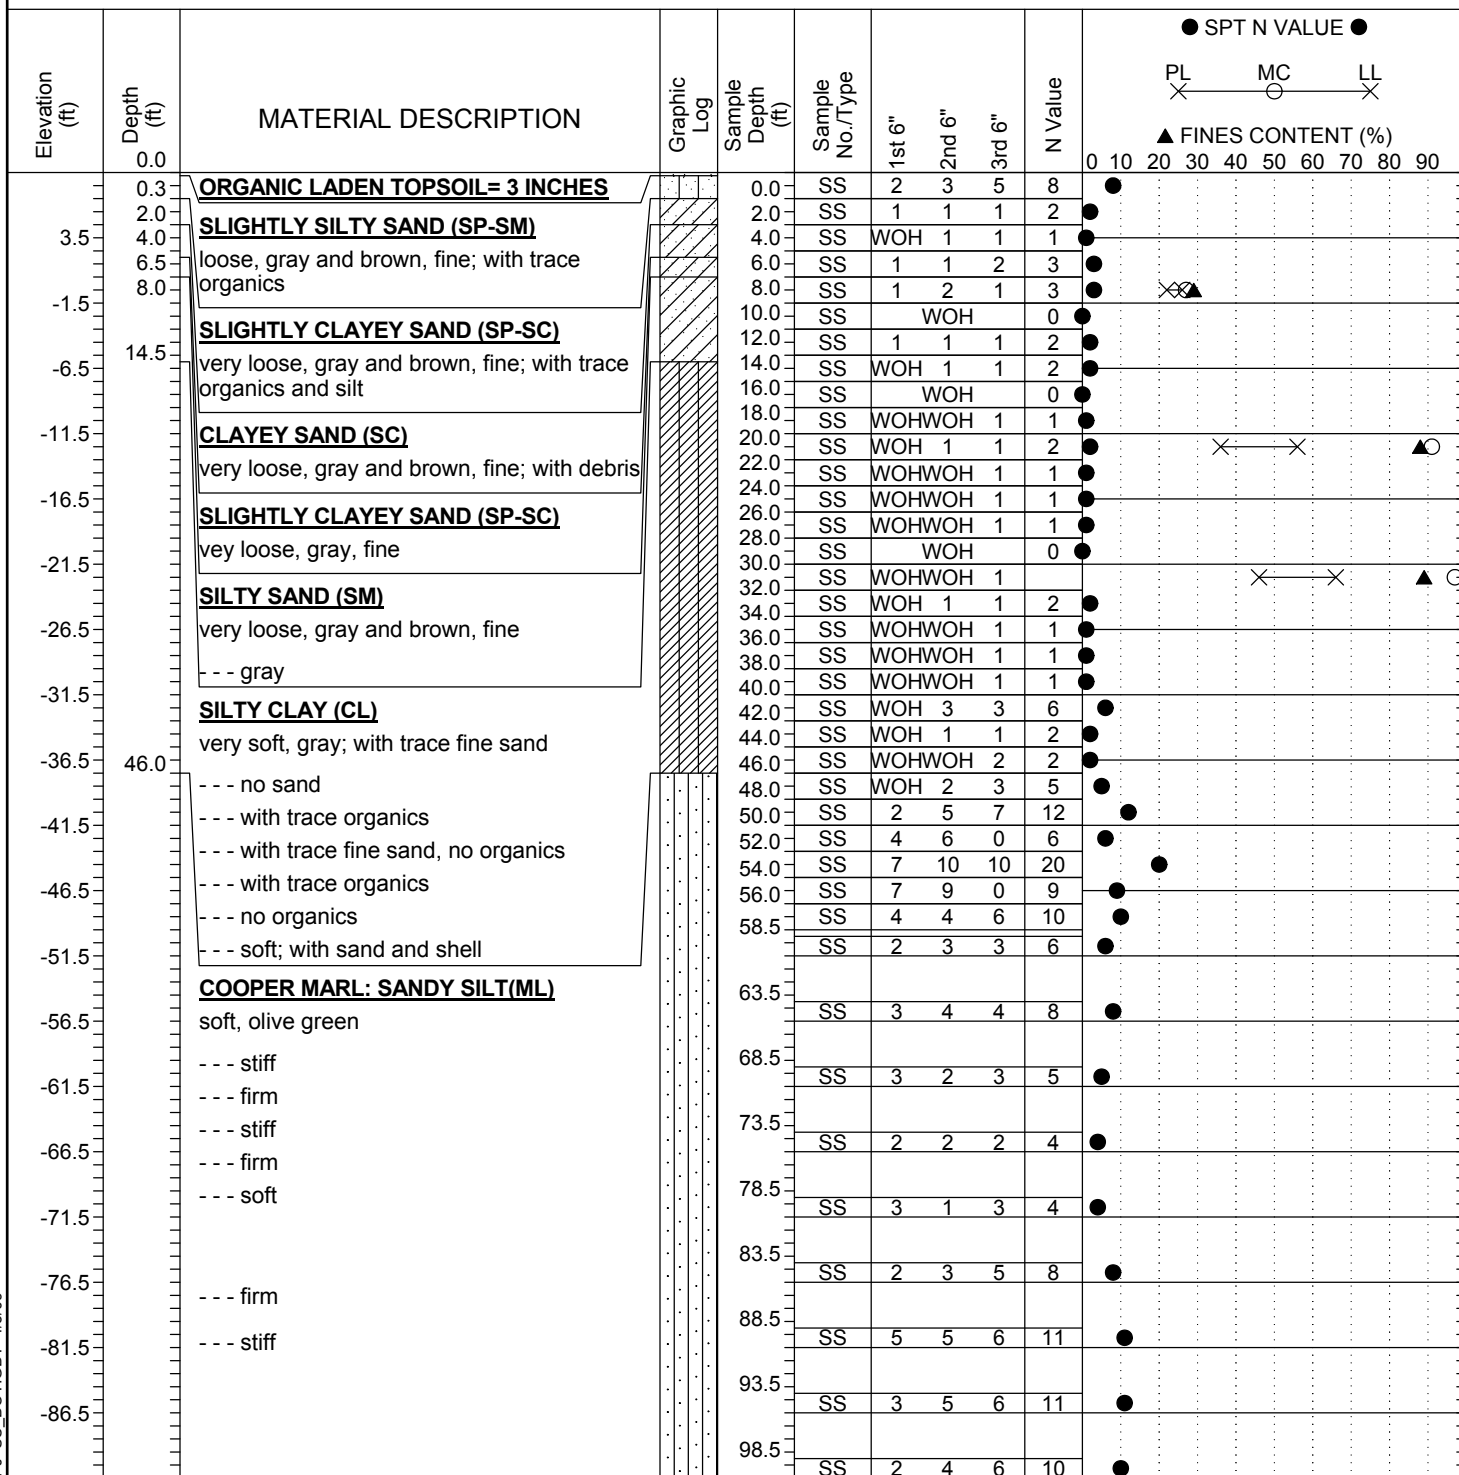 ● SPT N VALUE ●
PL MC LL
▲ FINES CONTENT (%)
0 10 20 30 40 50 60 70 80 90
Elevation (ft)
Depth (ft)
0.0
MATERIAL DESCRIPTION
Graphic Log
Sample Depth (ft)
Sample No./Type
1st 6"
2nd 6"
3rd 6"
N Value
3.5
-1.5
-6.5
-11.5
-16.5
-21.5
-26.5
-31.5
-36.5
-41.5
-46.5
-51.5
-56.5
-61.5
-66.5
-71.5
-76.5
-81.5
-86.5
0.3
2.0
4.0
6.5
8.0
14.5
46.0
ORGANIC LADEN TOPSOIL= 3 INCHES
SLIGHTLY SILTY SAND (SP-SM)
loose, gray and brown, fine; with trace
organics
SLIGHTLY CLAYEY SAND (SP-SC)
very loose, gray and brown, fine; with trace
organics and silt
CLAYEY SAND (SC)
very loose, gray and brown, fine; with debris
SLIGHTLY CLAYEY SAND (SP-SC)
vey loose, gray, fine
SILTY SAND (SM)
very loose, gray and brown, fine
- - - gray
SILTY CLAY (CL)
very soft, gray; with trace fine sand
- - - no sand
- - - with trace organics
- - - with trace fine sand, no organics
- - - with trace organics
- - - no organics
- - - soft; with sand and shell
COOPER MARL: SANDY SILT(ML)
soft, olive green
- - - stiff
- - - firm
- - - stiff
- - - firm
- - - soft
- - - firm
- - - stiff
0.0 SS 2 3 5 8
2.0 SS 1 1 1 2
4.0 SS WOH 1 1 1
6.0 SS 1 1 2 3
8.0 SS 1 2 1 3
10.0 SS WOH 0
12.0 SS 1 1 1 2
14.0 SS WOH 1 1 2
16.0 SS WOH 0
18.0 SS WOHWOH 1 1
20.0 SS WOH 1 1 2
22.0 SS WOHWOH 1 1
24.0 SS WOHWOH 1 1
26.0 SS WOHWOH 1 1
28.0 SS WOH 0
30.0 SS WOHWOH 1
32.0 SS WOH 1 1 2
34.0 SS WOHWOH 1 1
36.0 SS WOHWOH 1 1
38.0 SS WOHWOH 1 1
40.0 SS WOH 3 3 6
42.0 SS WOH 1 1 2
44.0 SS WOHWOH 2 2
46.0 SS WOH 2 3 5
48.0 SS 2 5 7 12
50.0 SS 4 6 0 6
52.0 SS 7 10 10 20
54.0 SS 7 9 0 9
56.0 SS 4 4 6 10
58.5 SS 2 3 3 6
63.5 SS 3 4 4 8
68.5 SS 3 2 3 5
73.5 SS 2 2 2 4
78.5 SS 3 1 3 4
83.5 SS 2 3 5 8
88.5 SS 5 5 6 11
93.5 SS 3 5 6 11
98.5 SS 2 4 6 10